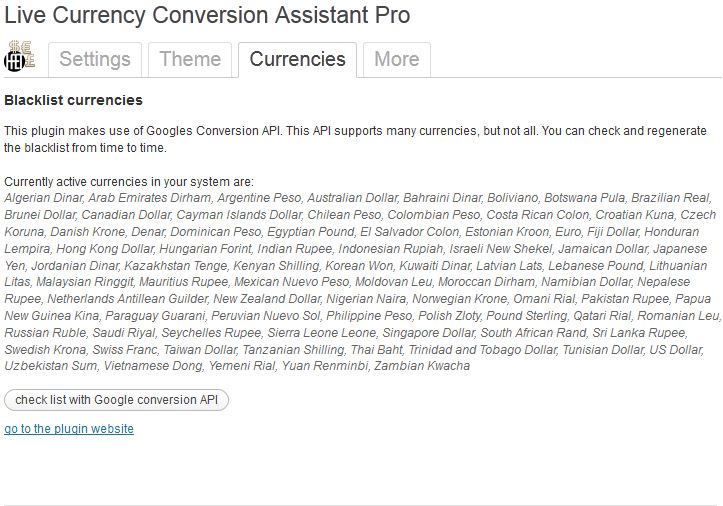 Live Currency Conversion Assistant Pro
Settings Theme Currencies More
Blacklist currencies
This plugin makes use of Googles Conversion API. This API supports many currencies, but not all. You can check and regenerate
the blacklist from time to time.
Currently active currencies in your system are:
Algerian Dinar, Arab Emirates Dirham, Argentine Peso, Australian Dollar, Bahraini Dinar, Boliviano, Botswana Pula, Brazilian Real,
Brunei Dollar, Canadian Dollar, Cayman Islands Dollar, Chilean Peso, Colombian Peso, Costa Rican Colon, Croatian Kuna, Czech
Koruna, Danish Krone, Denar, Dominican Peso, Egyptian Pound, El Salvador Colon, Estonian Kroon, Euro, Fiji Dollar, Honduran
Lempira, Hong Kong Dollar, Hungarian Forint, Indian Rupee, Indonesian Rupiah, Israeli New Shekel, Jamaican Dollar, Japanese
Yen, Jordanian Dinar, Kazakhstan Tenge, Kenyan Shilling, Korean Won, Kuwaiti Dinar, Latvian Lats, Lebanese Pound, Lithuanian
Litas, Malaysian Ringgit, Mauritius Rupee, Mexican Nuevo Peso, Moldovan Leu, Moroccan Dirham, Namibian Dollar, Nepalese
Rupee, Netherlands Antillean Guilder, New Zealand Dollar, Nigerian Naira, Norwegian Krone, Omani Rial, Pakistan Rupee, Papua
New Guinea Kina, Paraguay Guarani, Peruvian Nuevo Sol, Philippine Peso, Polish Zloty, Pound Sterling, Qatari Rial, Romanian Leu,
Russian Ruble, Saudi Riyal, Seychelles Rupee, Sierra Leone Leone, Singapore Dollar, South African Rand, Sri Lanka Rupee,
Swedish Krona, Swiss Franc, Taiwan Dollar, Tanzanian Shilling, Thai Baht, Trinidad and Tobago Dollar, Tunisian Dollar, US Dollar,
Uzbekistan Sum, Vietnamese Dong, Yemeni Rial, Yuan Renminbi, Zambian Kwacha
check list with Google conversion API
go to the plugin website